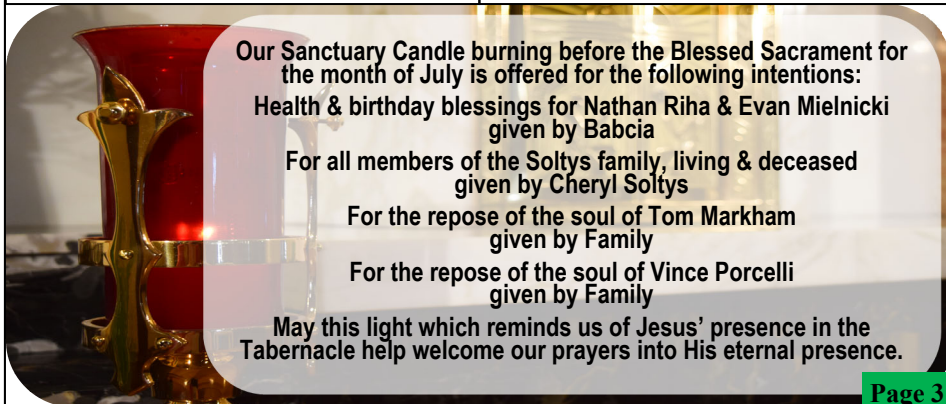 Our Sanctuary Candle burning before the Blessed Sacrament for
the month of July is offered for the following intentions:
Health & birthday blessings for Nathan Riha & Evan Mielnicki
given by Babcia
For all members of the Soltys family, living & deceased
given by Cheryl Soltys
For the repose of the soul of Tom Markham
given by Family
For the repose of the soul of Vince Porcelli
given by Family
May this light which reminds us of Jesus’ presence in the
Tabernacle help welcome our prayers into His eternal presence.
Page 3